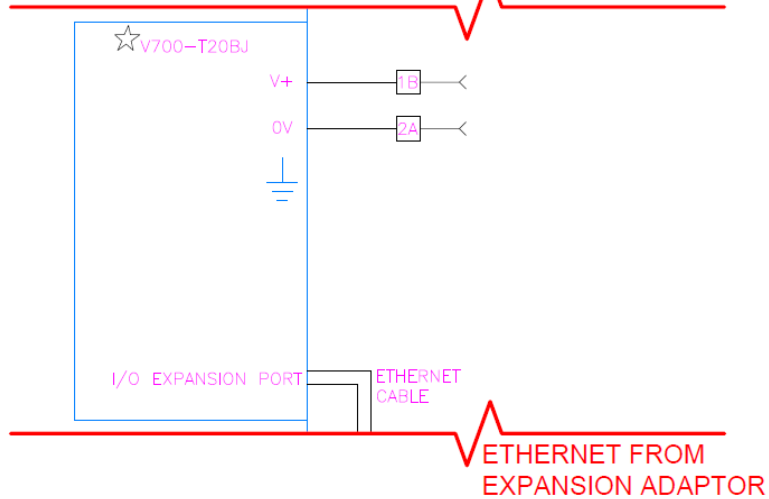 V700-T20BJ
V+
1B
0V
2A
I/O EXPANSION PORT
ETHERNET
CABLE
ETHERNET FROM
EXPANSION ADAPTOR